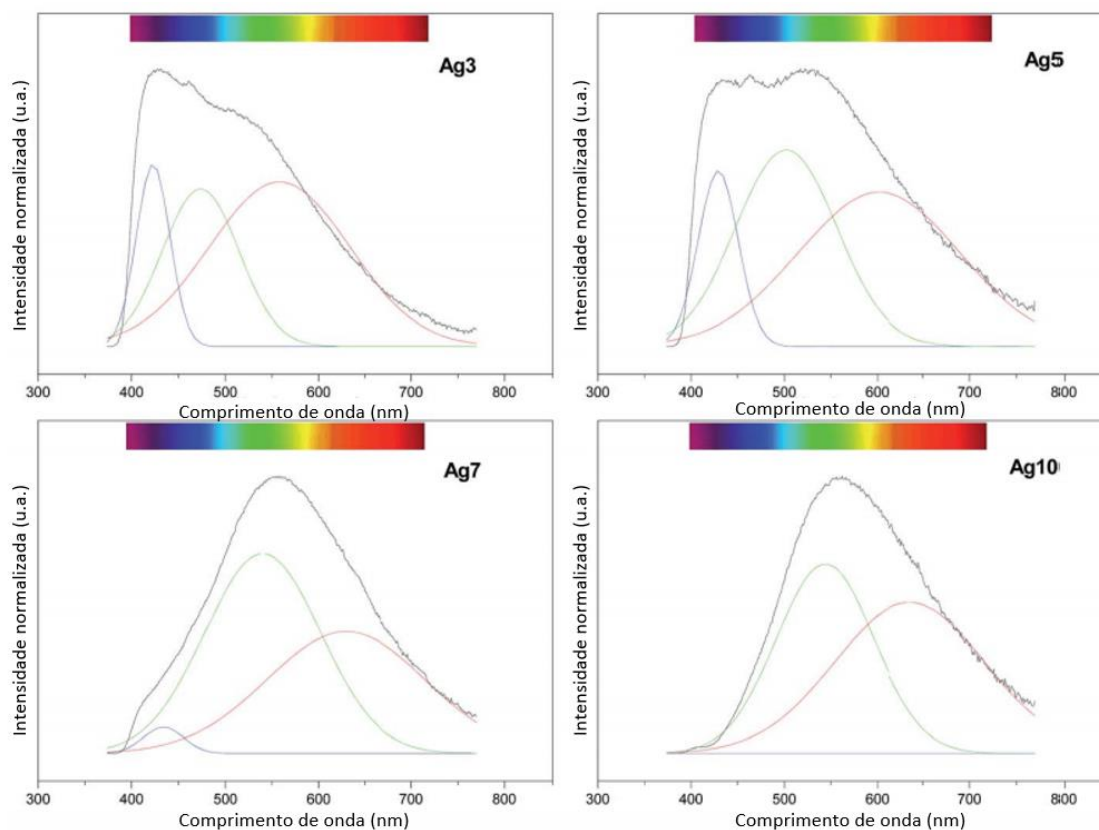 Ag3
Intensidade normalizada (u.a.)
300 400 500 600 700 800
Comprimento de onda (nm)
Ag5
Intensidade normalizada (u.a.)
300 400 500 600 700 800
Comprimento de onda (nm)
Ag7
Intensidade normalizada (u.a.)
300 400 500 600 700 800
Comprimento de onda (nm)
Ag10
Intensidade normalizada (u.a.)
300 400 500 600 700 800
Comprimento de onda (nm)